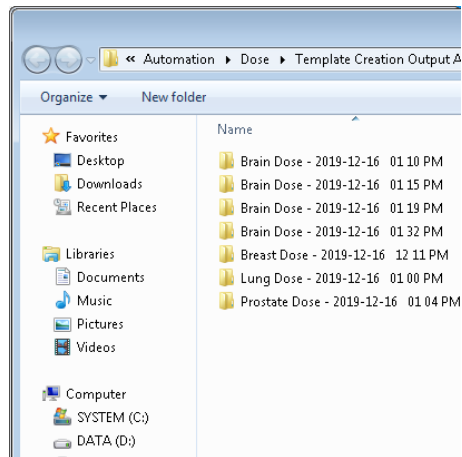 « Automation ▸ Dose ▸ Template Creation Output A
Organize ▾ New folder
Favorites
Desktop
Downloads
Recent Places
Libraries
Documents
Music
Pictures
Videos
Computer
SYSTEM (C:)
DATA (D:)
Name
Brain Dose - 2019-12-16 01 10 PM
Brain Dose - 2019-12-16 01 15 PM
Brain Dose - 2019-12-16 01 19 PM
Brain Dose - 2019-12-16 01 32 PM
Breast Dose - 2019-12-16 12 11 PM
Lung Dose - 2019-12-16 01 00 PM
Prostate Dose - 2019-12-16 01 04 PM